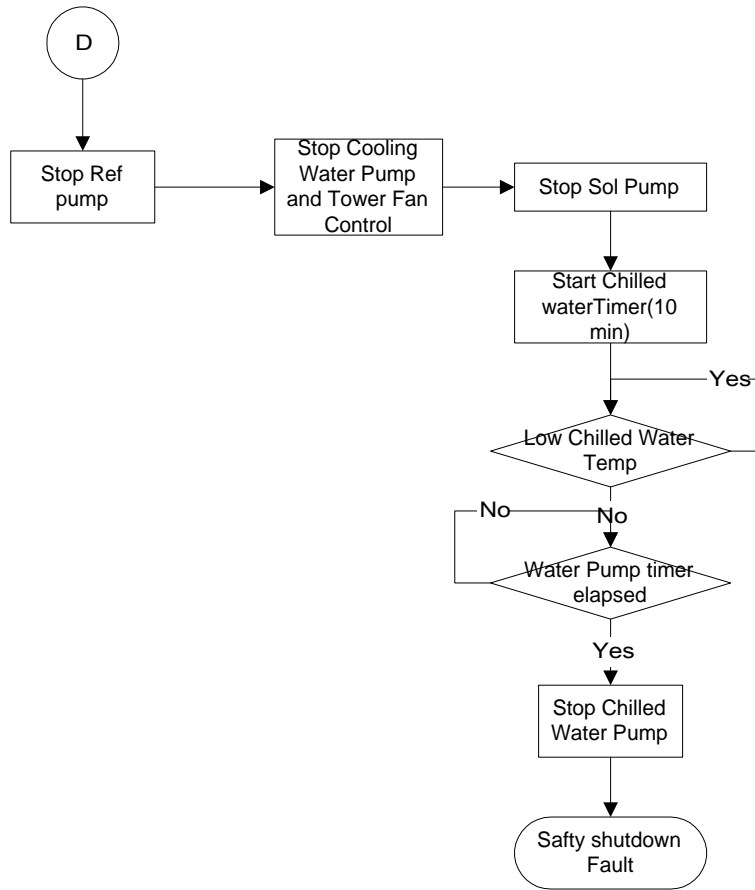 D
Stop Ref
pump
Stop Cooling
Water Pump
and Tower Fan
Control
Stop Sol Pump
Start Chilled
waterTimer(10
min)
Yes
Low Chilled Water
Temp
No
No
Water Pump timer
elapsed
Yes
Stop Chilled
Water Pump
Safty shutdown
Fault